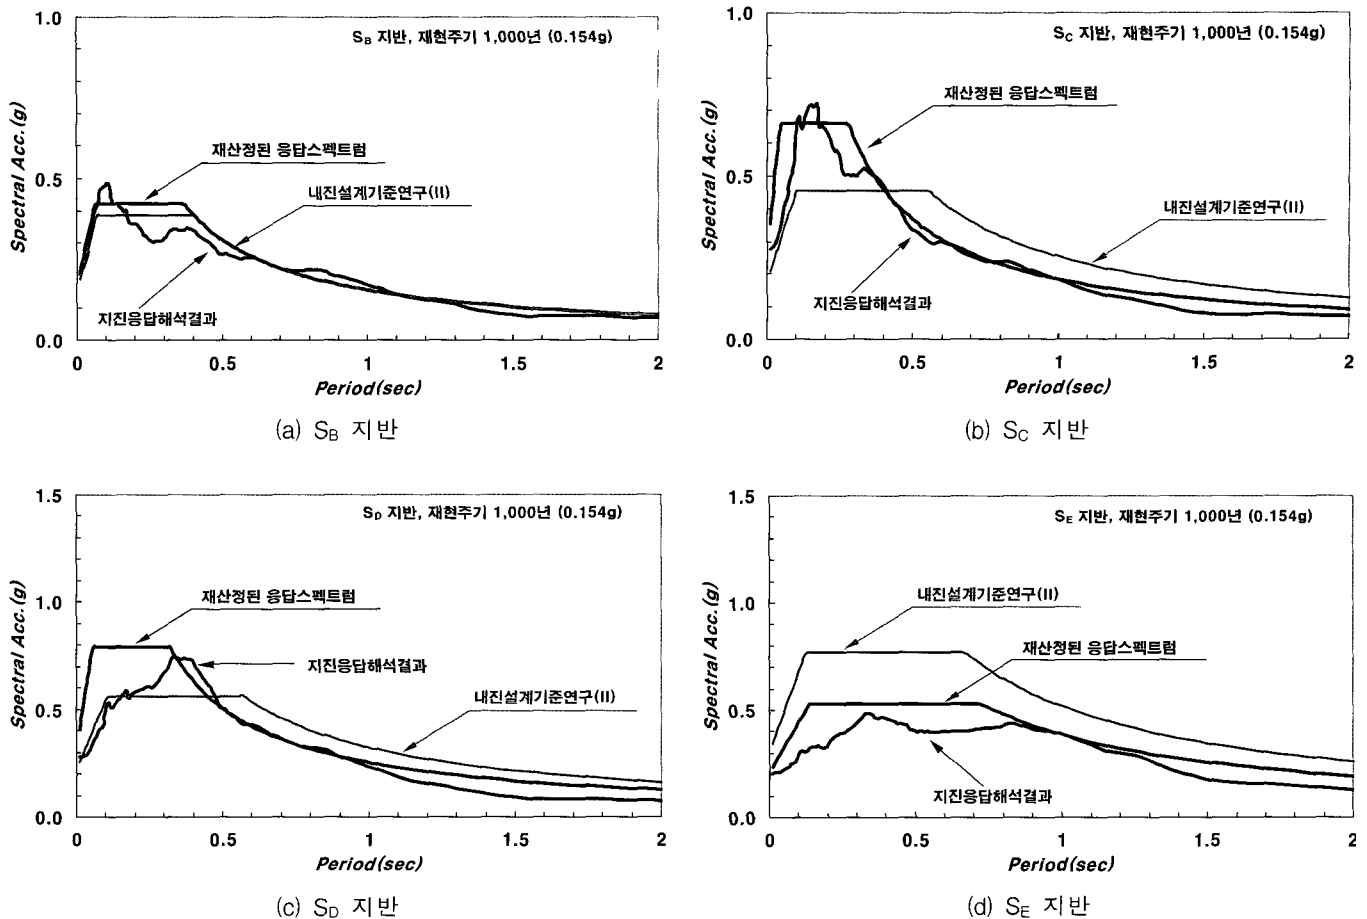 1.0
S_B 지반, 재현주기 1,000년 (0.154g)
재산정된 응답스펙트럼
내진설계기준연구(II)
지진응답해석결과
0.5
0.0
Spectral Acc.(g)
0 0.5 1 1.5 2
Period(sec)
(a) S_B 지반
1.0
S_C 지반, 재현주기 1,000년 (0.154g)
재산정된 응답스펙트럼
내진설계기준연구(II)
지진응답해석결과
0.5
0.0
Spectral Acc.(g)
0 0.5 1 1.5 2
Period(sec)
(b) S_C 지반
1.5
S_D 지반, 재현주기 1,000년 (0.154g)
재산정된 응답스펙트럼
지진응답해석결과
내진설계기준연구(II)
1.0
0.5
0.0
Spectral Acc.(g)
0 0.5 1 1.5 2
Period(sec)
(c) S_D 지반
1.5
S_E 지반, 재현주기 1,000년 (0.154g)
내진설계기준연구(II)
재산정된 응답스펙트럼
지진응답해석결과
1.0
0.5
0.0
Spectral Acc.(g)
0 0.5 1 1.5 2
Period(sec)
(d) S_E 지반